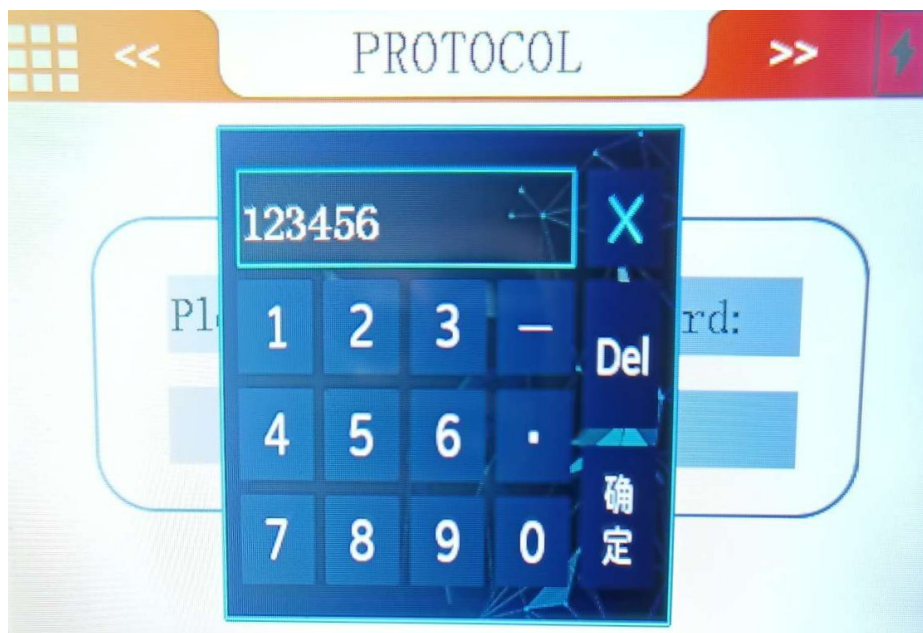 << PROTOCOL >>
123456 X
Pl rd:
1 2 3 —
Del
4 5 6 .
确
定
7 8 9 0